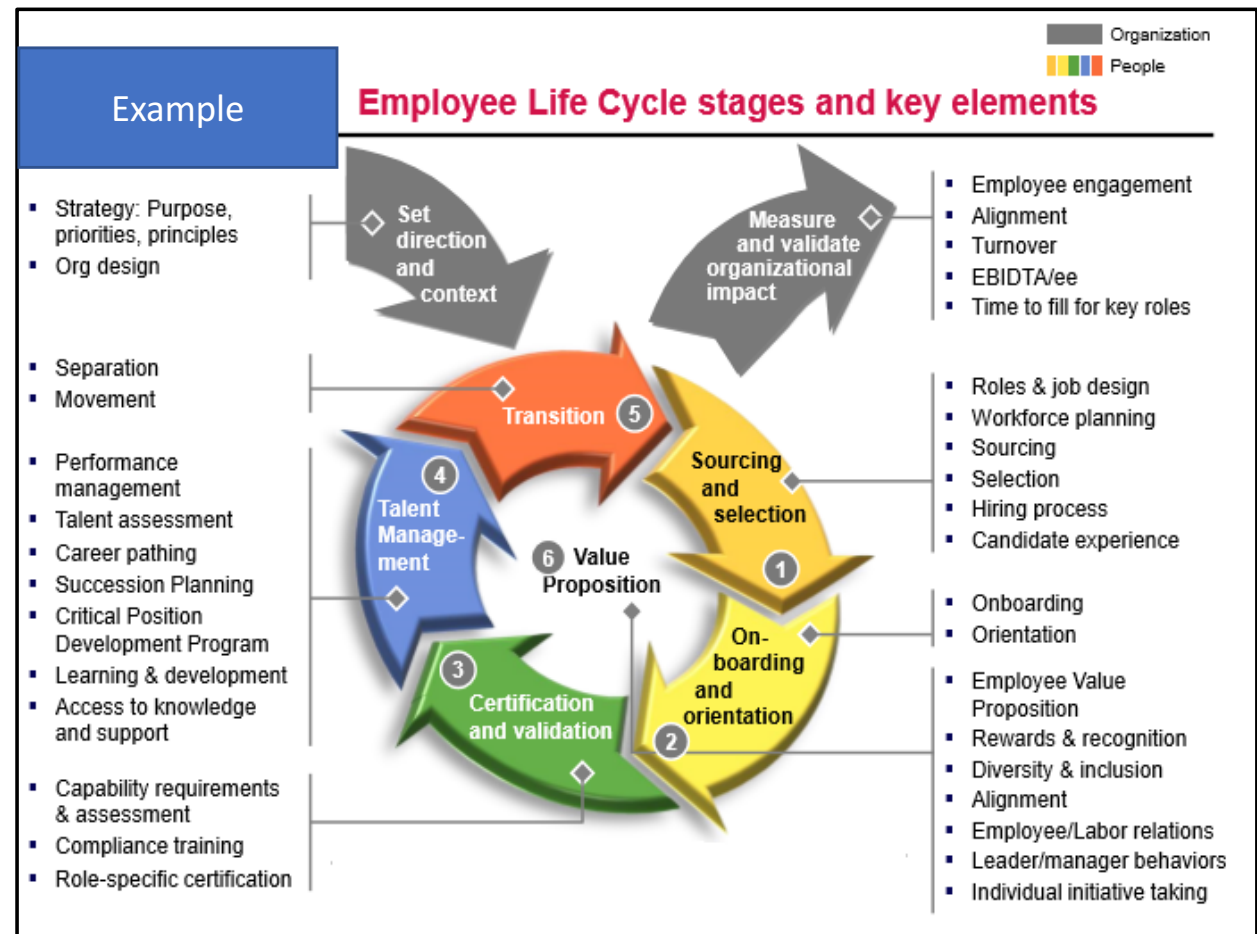 Organization
People
Example
Employee Life Cycle stages and key elements
Strategy: Purpose,
priorities, principles
Org design
Set
direction
and
context
Measure
and validate
organizational
impact
Employee engagement
Alignment
Turnover
EBIDTA/ee
Time to fill for key roles
Separation
Movement
Transition 5
Roles & job design
Workforce planning
Sourcing
Selection
Hiring process
Candidate experience
Sourcing
and
selection
1
Performance
management
Talent assessment
Career pathing
Succession Planning
Critical Position
Development Program
Learning & development
Access to knowledge
and support
4
Talent
Manage-
ment
6 Value
Proposition
Onboarding
Orientation
On-
boarding
and
orientation
2
3
Certification
and validation
Employee Value
Proposition
Rewards & recognition
Diversity & inclusion
Alignment
Employee/Labor relations
Leader/manager behaviors
Individual initiative taking
Capability requirements
& assessment
Compliance training
Role-specific certification